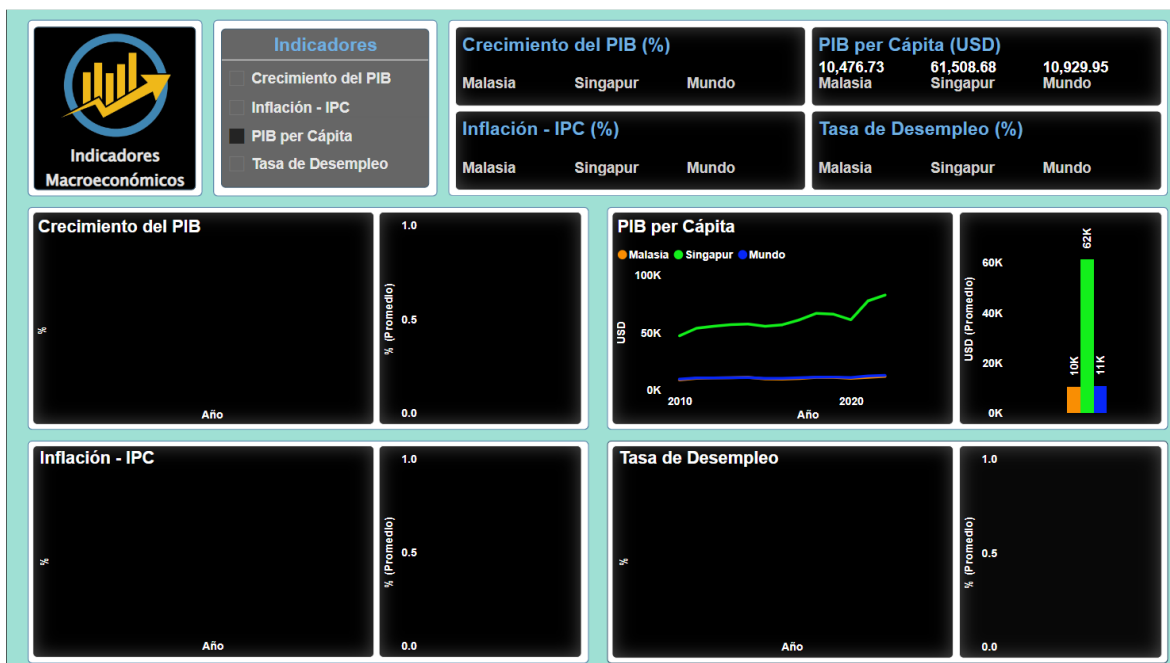 Indicadores
Macroeconómicos
Indicadores
Crecimiento del PIB
Inflación - IPC
PIB per Cápita
Tasa de Desempleo
Crecimiento del PIB (%)
Malasia Singapur Mundo
PIB per Cápita (USD)
10,476.73 61,508.68 10,929.95
Malasia Singapur Mundo
Inflación - IPC (%)
Malasia Singapur Mundo
Tasa de Desempleo (%)
Malasia Singapur Mundo
Crecimiento del PIB
%
Año
% (Promedio)
1.0
0.5
0.0
PIB per Cápita
Malasia Singapur Mundo
USD
100K
50K
0K
2010 2020
Año
USD (Promedio)
60K
40K
20K
0K
10K
62K
11K
Inflación - IPC
%
Año
% (Promedio)
1.0
0.5
0.0
Tasa de Desempleo
%
Año
% (Promedio)
1.0
0.5
0.0